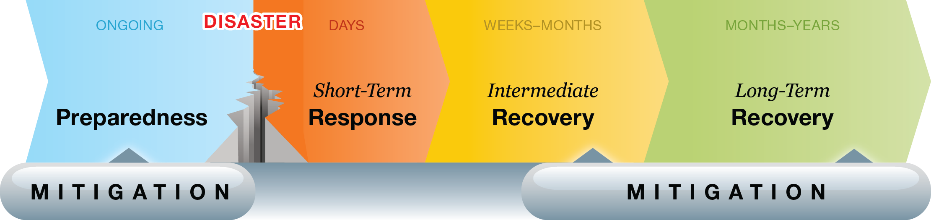 ONGOING
DISASTER
DAYS
WEEKS–MONTHS
MONTHS–YEARS
Preparedness
Short-Term
Response
Intermediate
Recovery
Long-Term
Recovery
MITIGATION
MITIGATION